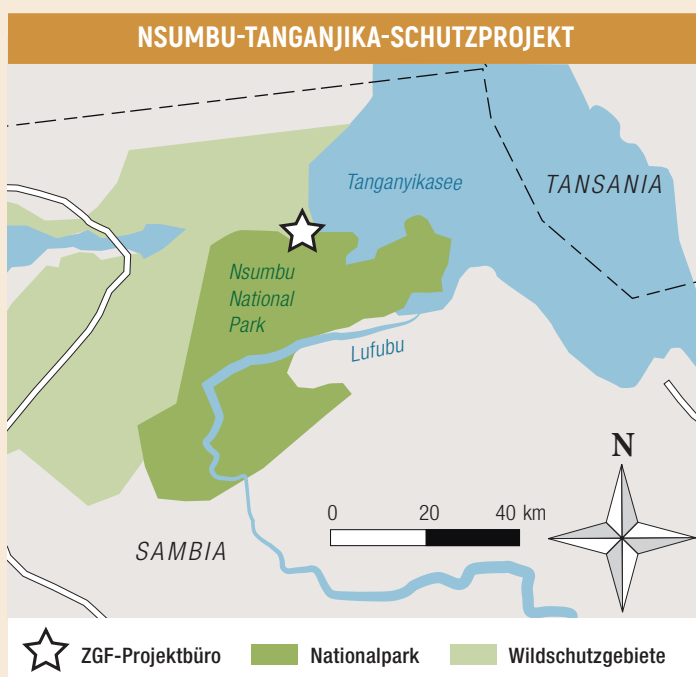 NSUMBU-TANGANJIKA-SCHUTZPROJEKT
Tanganyikasee
TANSANIA
Nsumbu
National
Park
Lufubu
N
0 20 40 km
SAMBIA
ZGF-Projektbüro Nationalpark Wildschutzgebiete